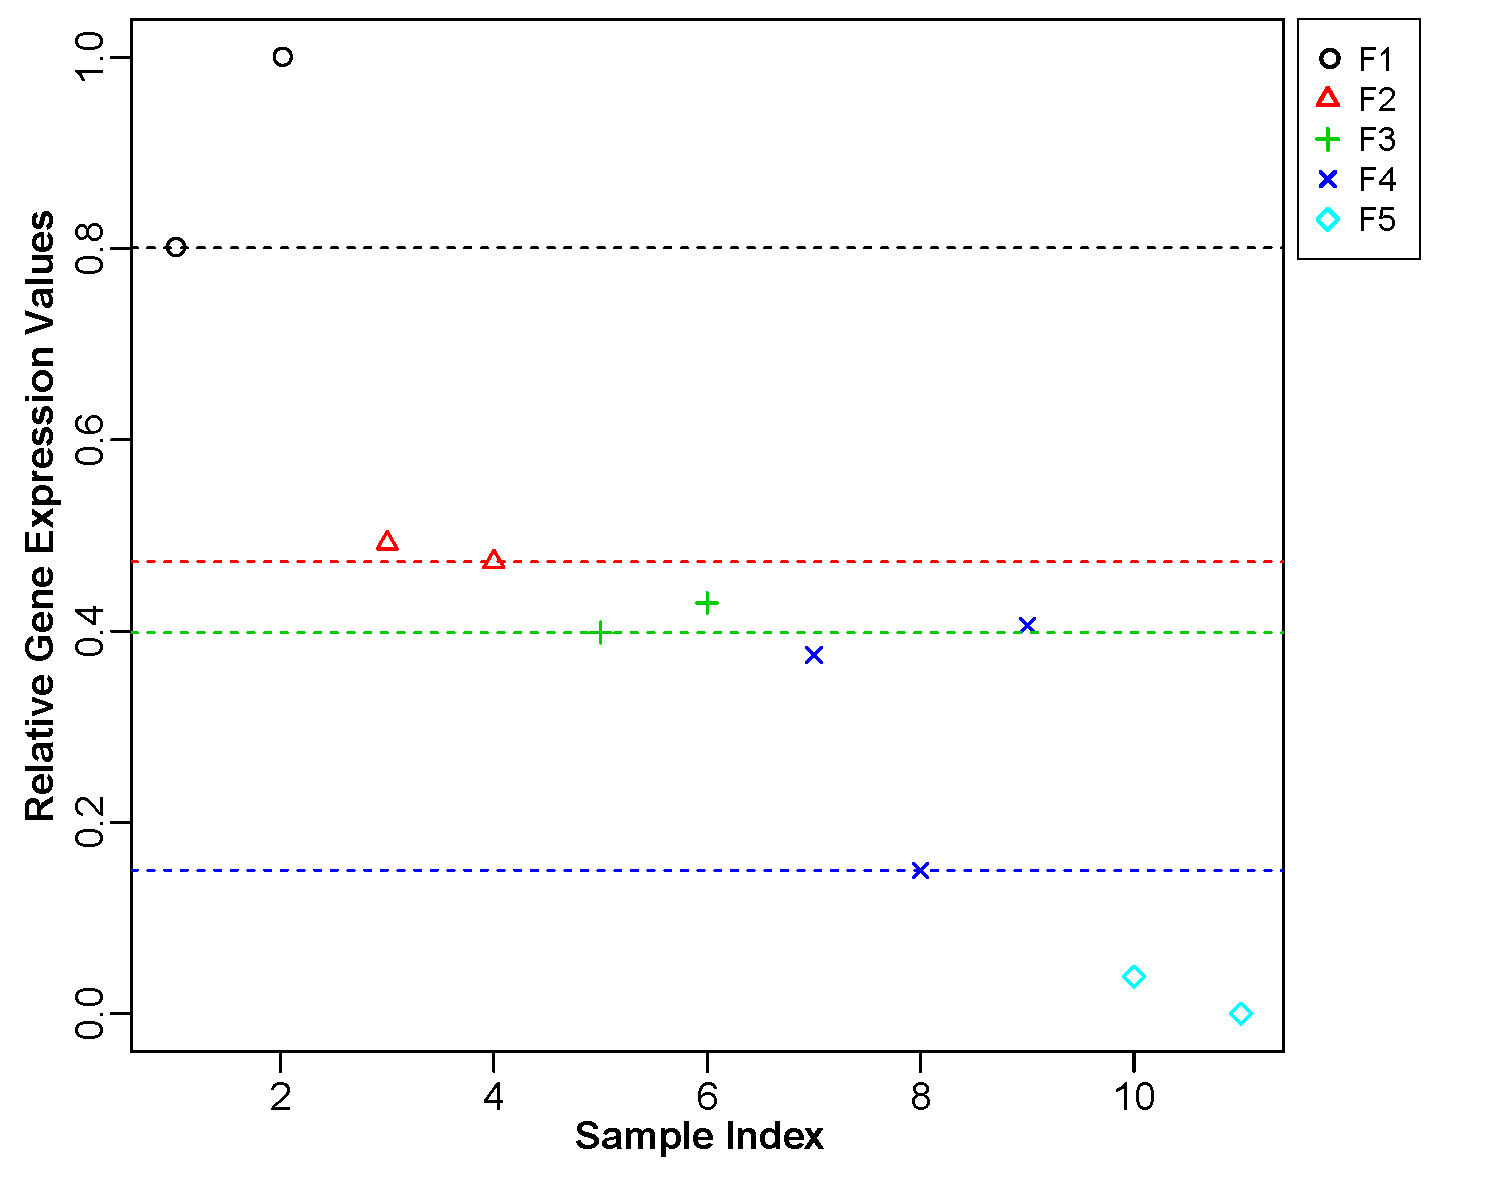 1.0
0.8
0.6
0.4
0.2
0.0
Relative Gene Expression Values
2 4 6 8 10
Sample Index
F1
F2
F3
F4
F5